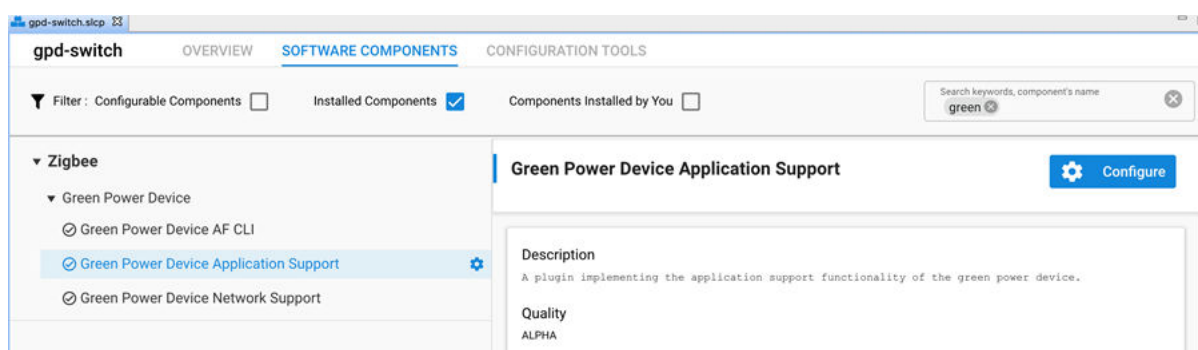 gpd-switch.slcp
gpd-switch OVERVIEW SOFTWARE COMPONENTS CONFIGURATION TOOLS
Filter : Configurable Components Installed Components Components Installed by You Search keywords, component's name
green
Zigbee
Green Power Device Application Support Configure
Green Power Device
Green Power Device AF CLI
Green Power Device Application Support
Green Power Device Network Support
Description
A plugin implementing the application support functionality of the green power device.
Quality
ALPHA